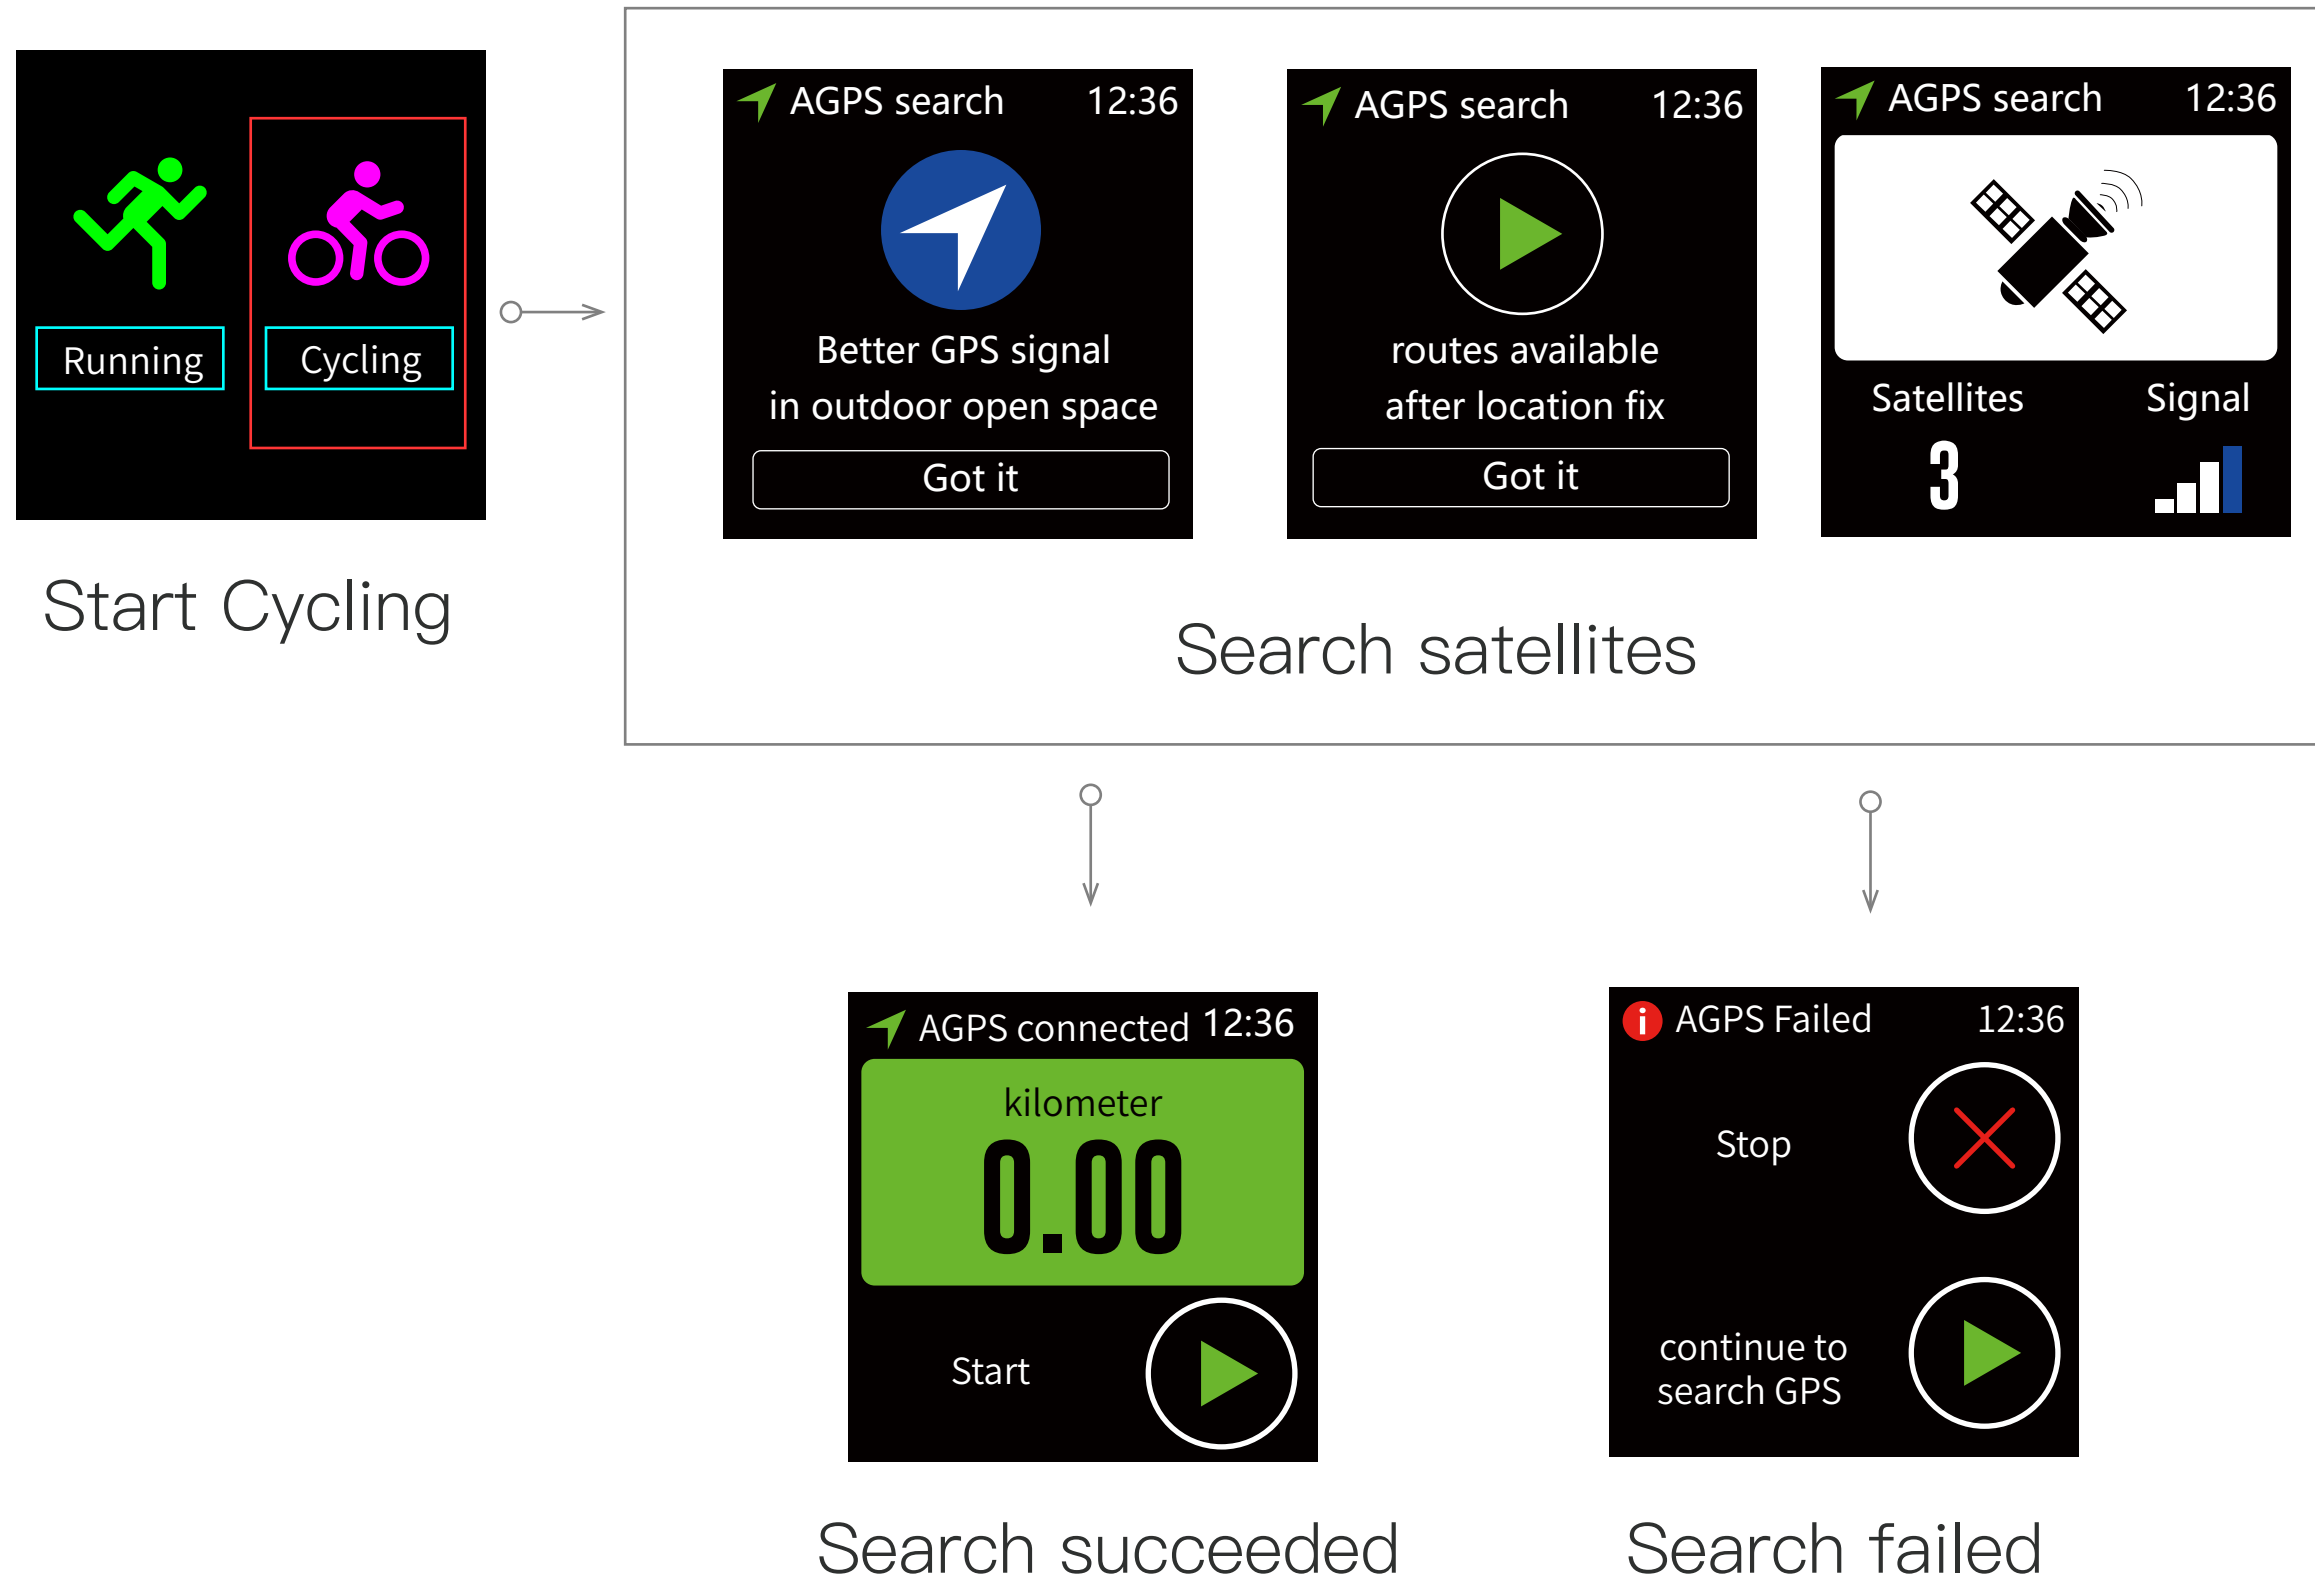 Running
Cycling
Start Cycling
AGPS search 12:36
Better GPS signal
in outdoor open space
Got it
AGPS search 12:36
routes available
after location fix
Got it
AGPS search 12:36
Satellites Signal
3
Search satellites
AGPS connected 12:36
kilometer
0.00
Start
Search succeeded
AGPS Failed 12:36
Stop
continue to
search GPS
Search failed